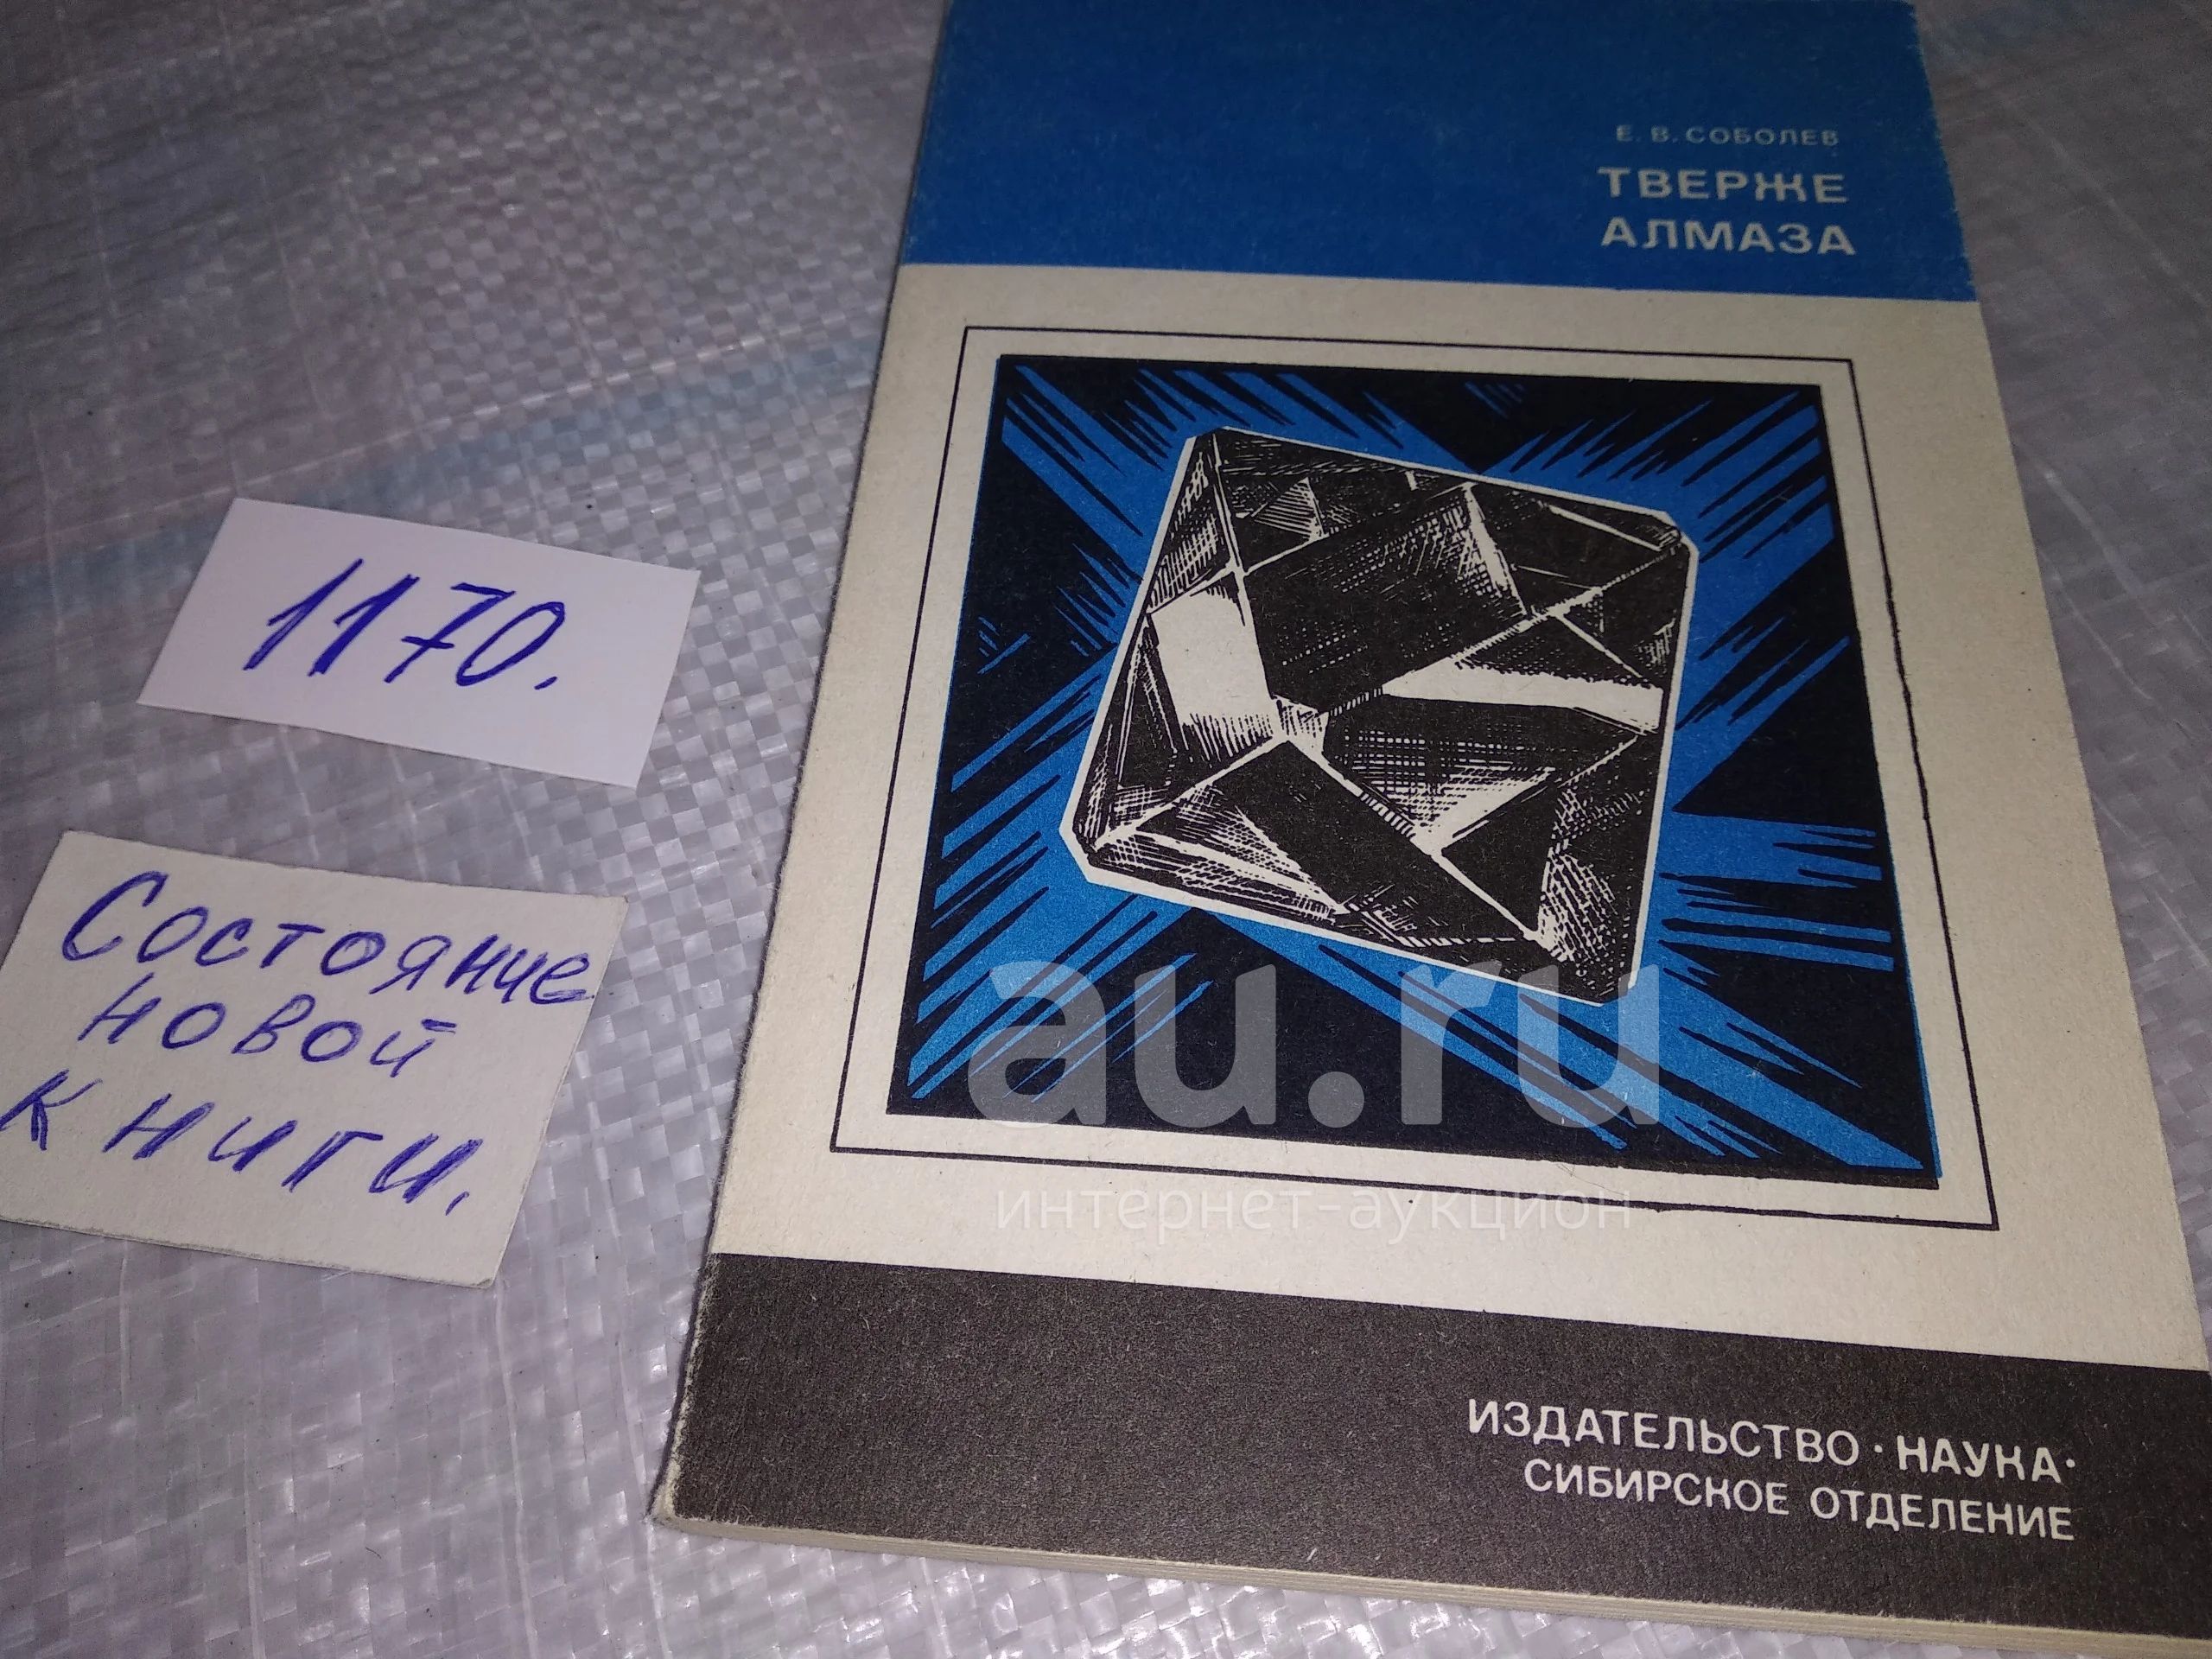 Е. В. СОБОЛЕВ
ТВЕРЖЕ
АЛМАЗА
1170.
Состояние
новой
книги.
au.ru
интернет-аукцион
ИЗДАТЕЛЬСТВО · НАУКА ·
СИБИРСКОЕ ОТДЕЛЕНИЕ